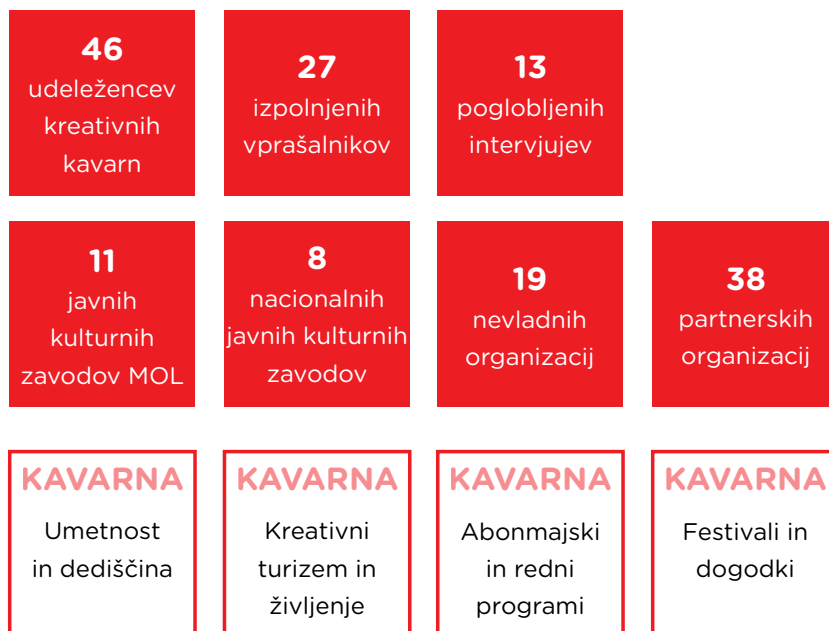 46
udeležencev
kreativnih
kavarn
27
izpolnjenih
vprašalnikov
13
poglobljenih
intervjujev
11
javnih
kulturnih
zavodov MOL
8
nacionalnih
javnih kulturnih
zavodov
19
nevladnih
organizacij
38
partnerskih
organizacij
KAVARNA
Umetnost
in dediščina
KAVARNA
Kreativni
turizem in
življenje
KAVARNA
Abonmajski
in redni
programi
KAVARNA
Festivali in
dogodki